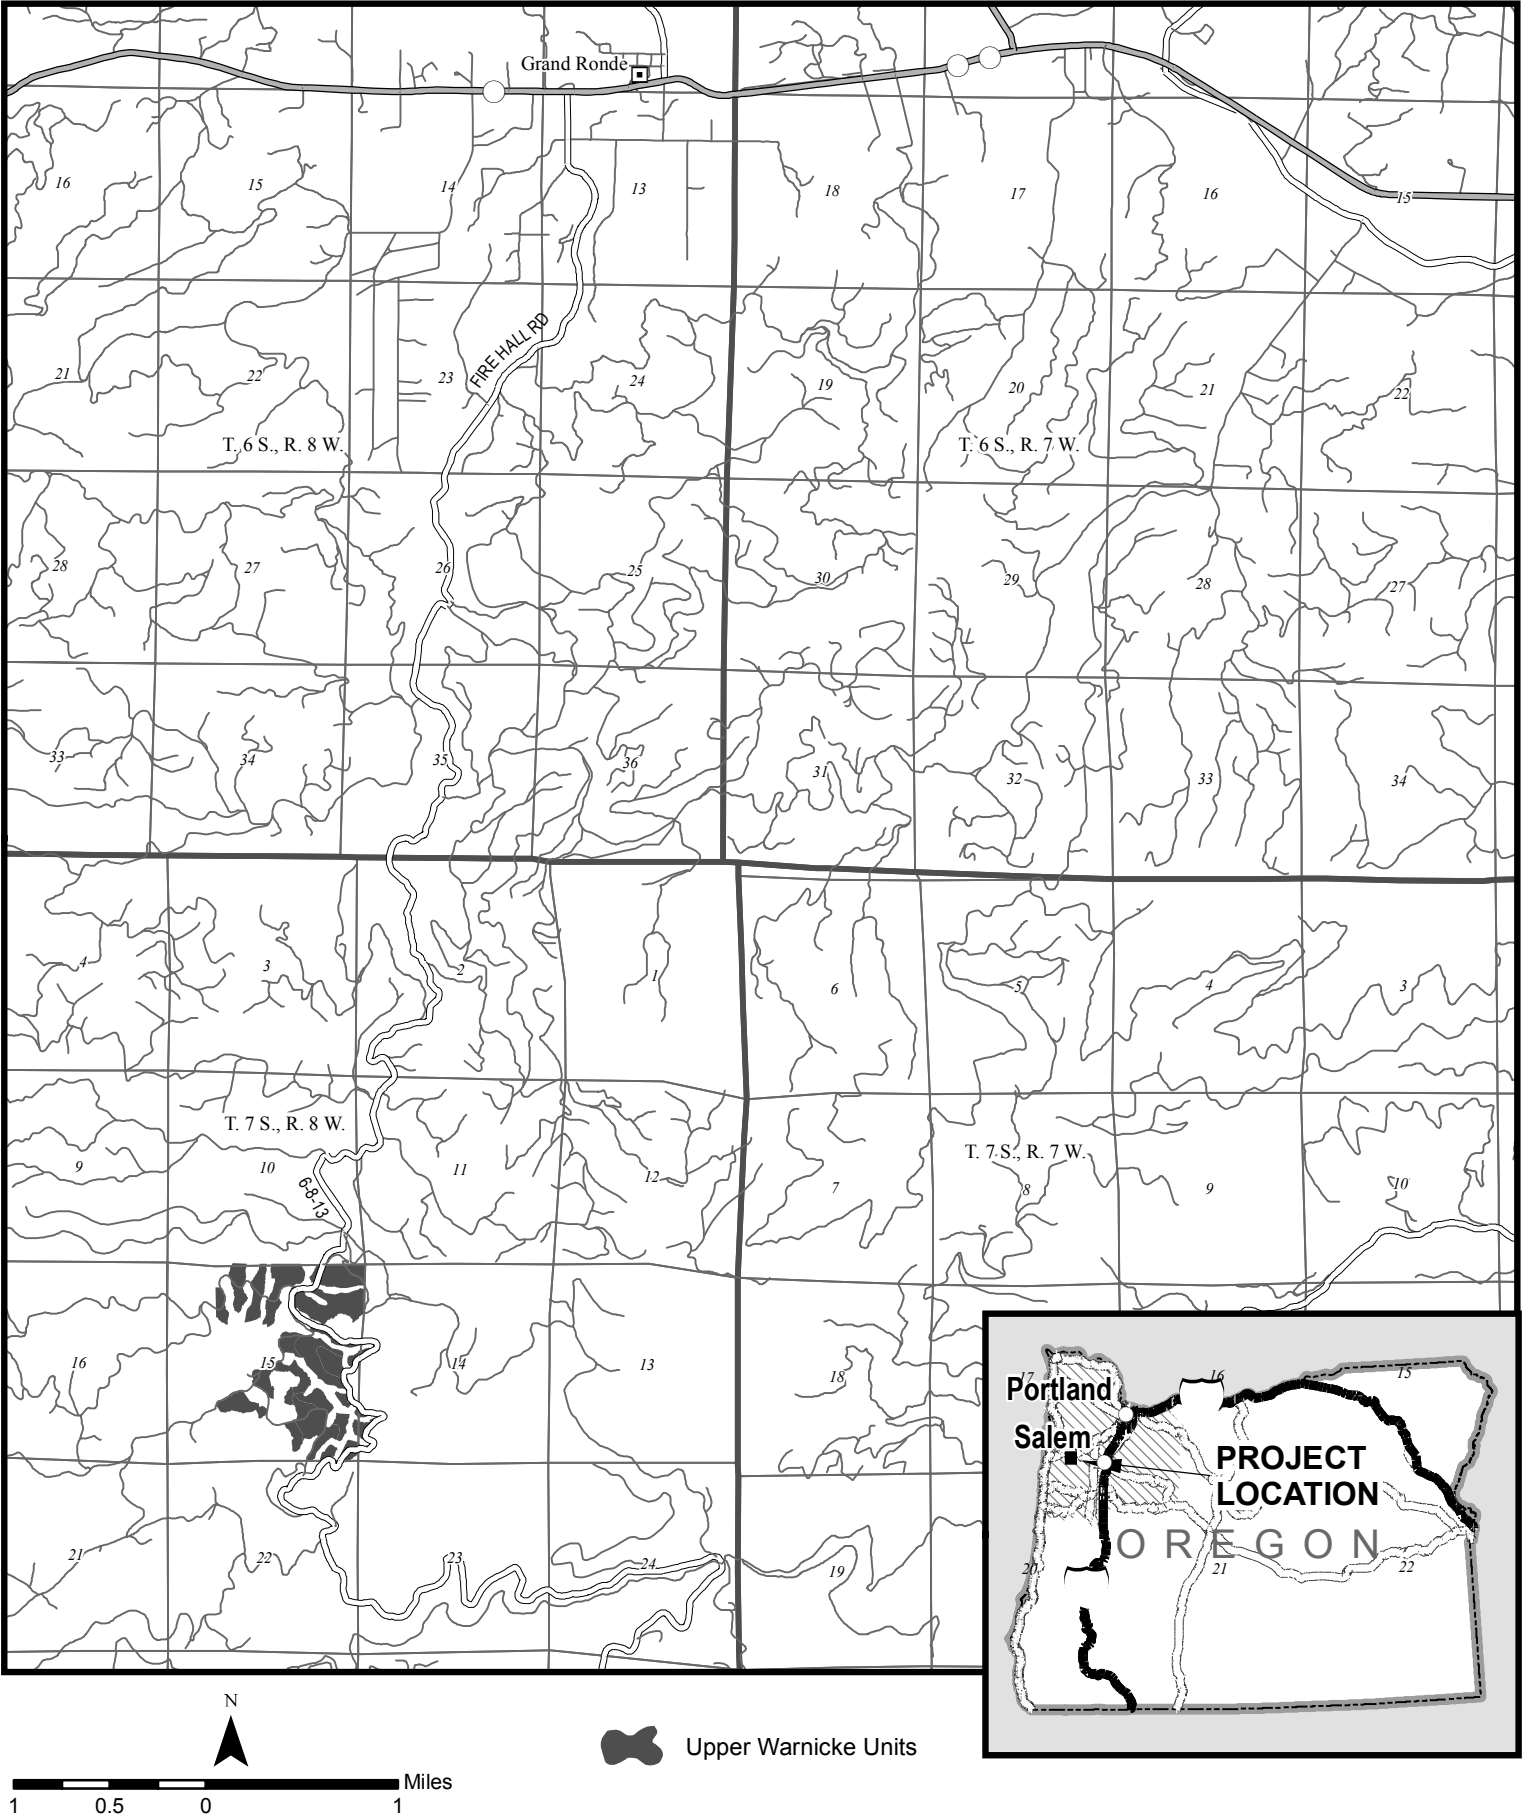 Grand Ronde
16 15 14 13 18 17 16 15
FIRE HALL RD
21 22 23 24 19 20 21 22
T. 6 S., R. 8 W. T. 6 S., R. 7 W.
28 27 26 25 30 29 28 27
33 34 35 36 31 32 33 34
4 3 2 1 6 5 4 3
T. 7 S., R. 8 W. T. 7 S., R. 7 W.
9 10 11 12 7 8 9 10
6-8-13
16 15 14 13 18 17 16 15
21 22 23 24 19 20 21 22
Portland
Salem
PROJECT
LOCATION
OREGON
N
Upper Warnicke Units
Miles
1 0.5 0 1